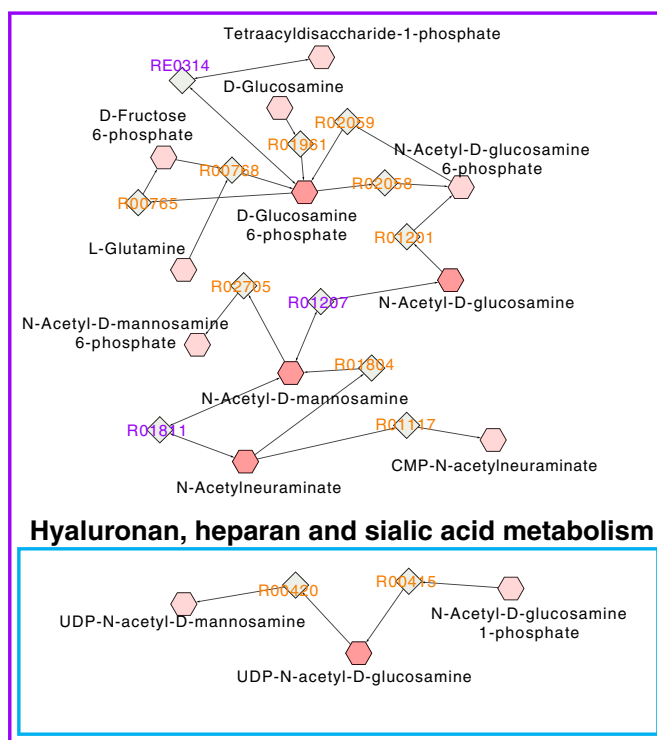 Tetraacyldisaccharide-1-phosphate
RE0314
D-Glucosamine
D-Fructose
6-phosphate
R02059
R01961
N-Acetyl-D-glucosamine
6-phosphate
R00768
R02058
R00765
D-Glucosamine
6-phosphate
L-Glutamine
R01201
R02705
R01207
N-Acetyl-D-glucosamine
N-Acetyl-D-mannosamine
6-phosphate
R01804
N-Acetyl-D-mannosamine
R01811
R01117
CMP-N-acetylneuraminate
N-Acetylneuraminate
Hyaluronan, heparan and sialic acid metabolism
R00420
R00415
UDP-N-acetyl-D-mannosamine
N-Acetyl-D-glucosamine
1-phosphate
UDP-N-acetyl-D-glucosamine